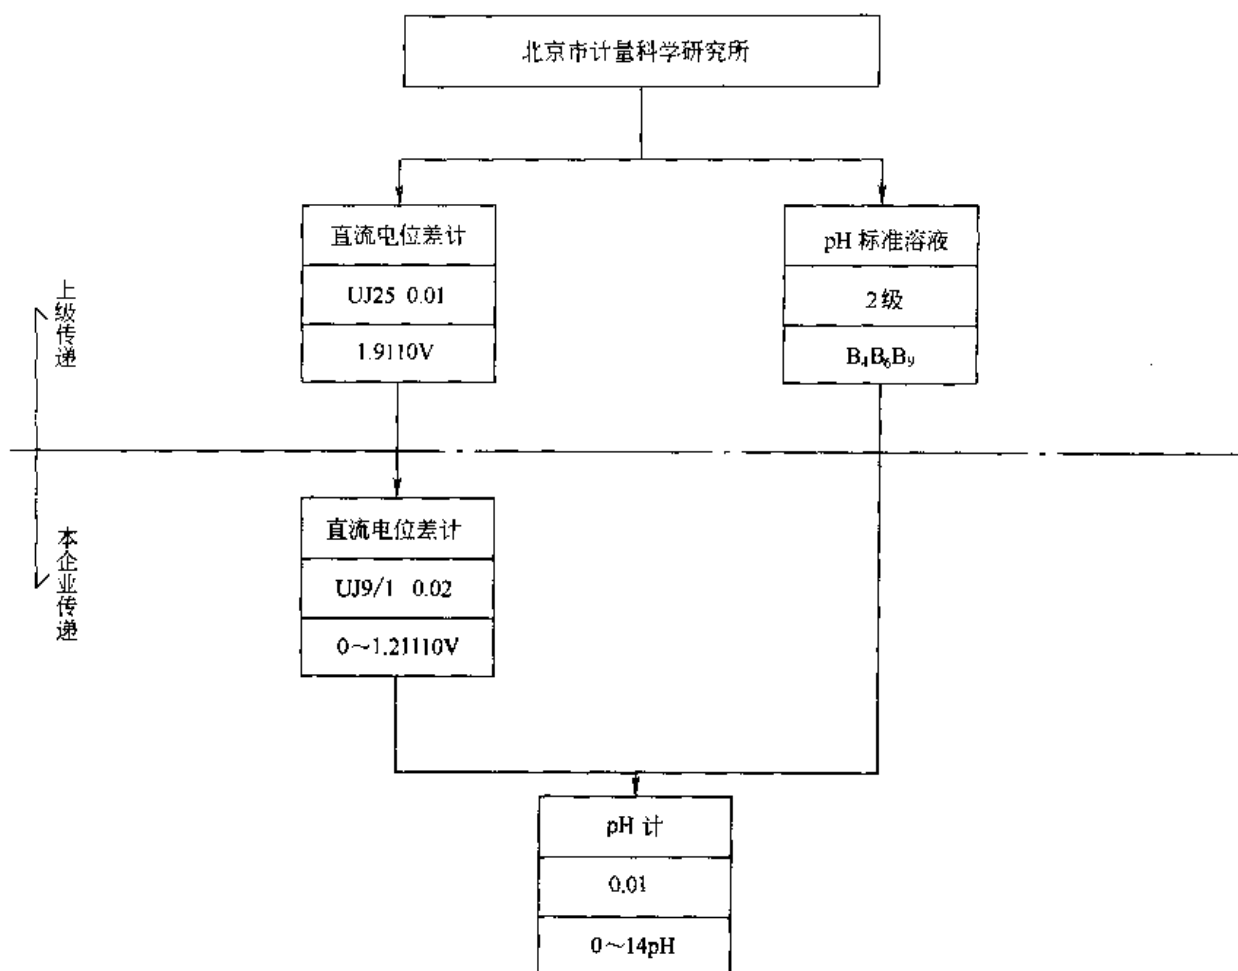 北京市计量科学研究所
直流电位差计
UJ25 0.01
1.9110V
pH 标准溶液
2级
B₄B₆B₉
上级传递
本企业传递
直流电位差计
UJ9/1 0.02
0～1.21110V
pH 计
0.01
0～14pH